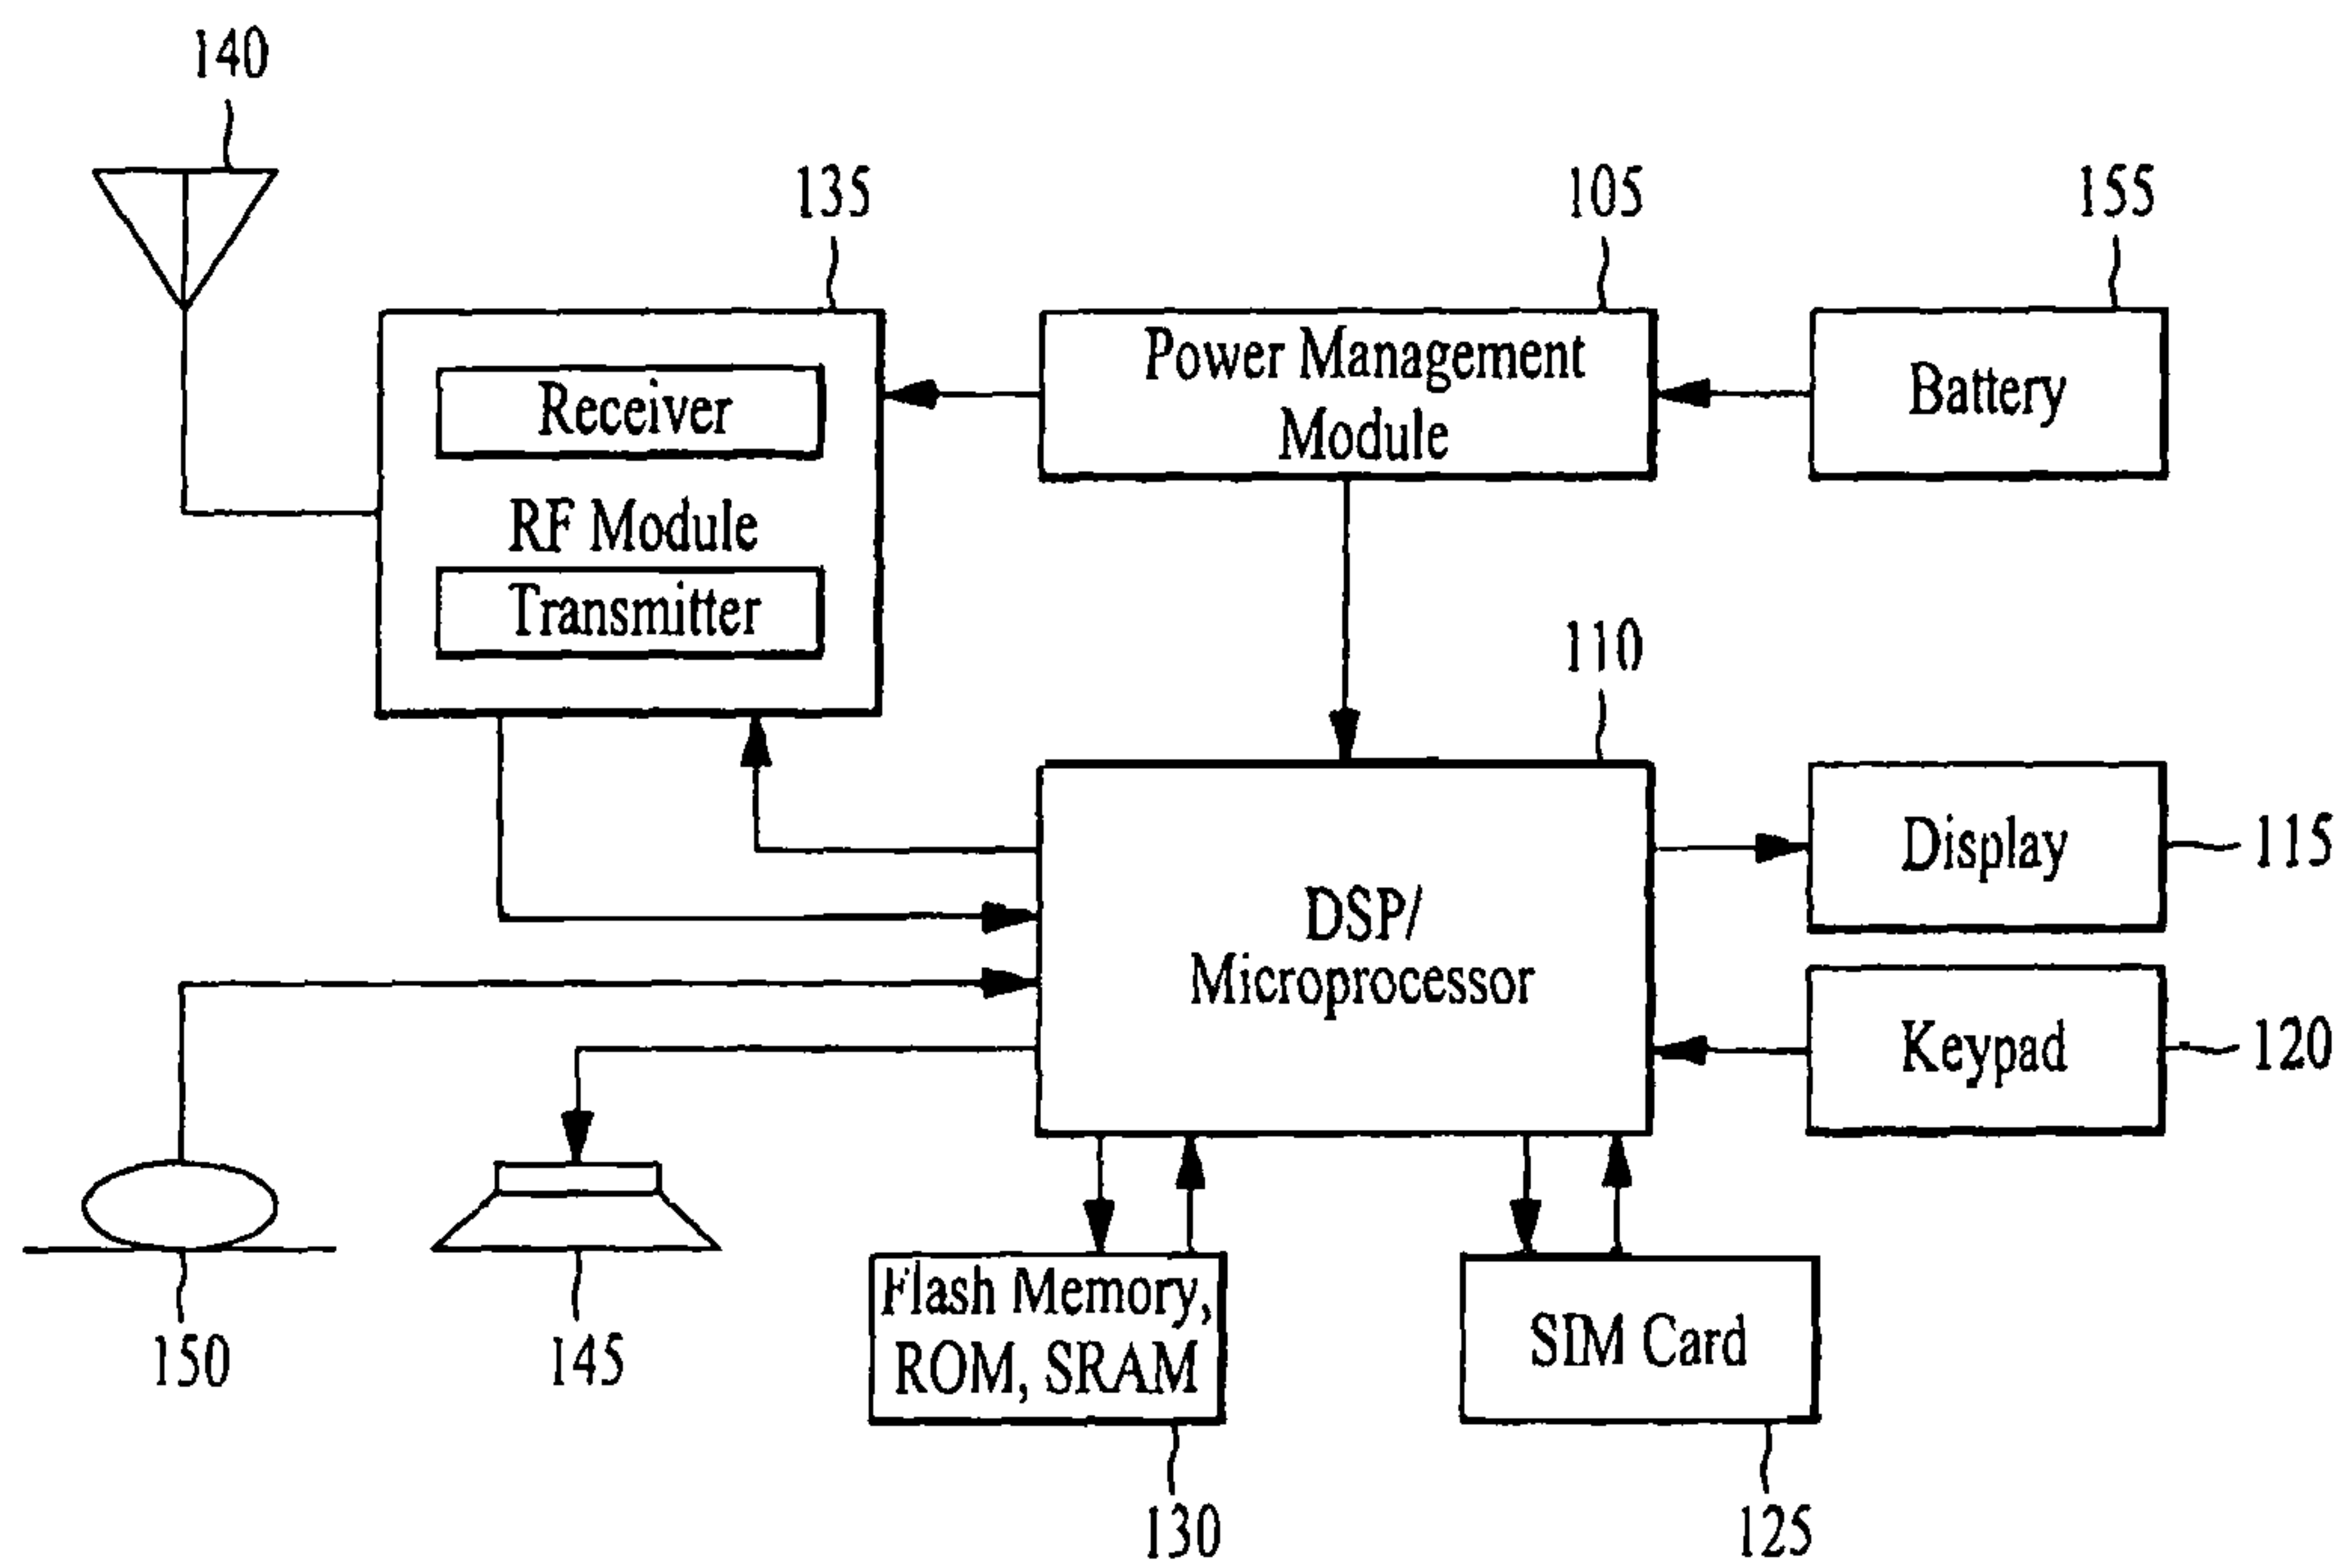 140
135
105
155
Receiver
RF Module
Transmitter
Power Management
Module
Battery
110
DSP/
Microprocessor
Display
115
Keypad
120
150
145
Flash Memory,
ROM, SRAM
SIM Card
130
125